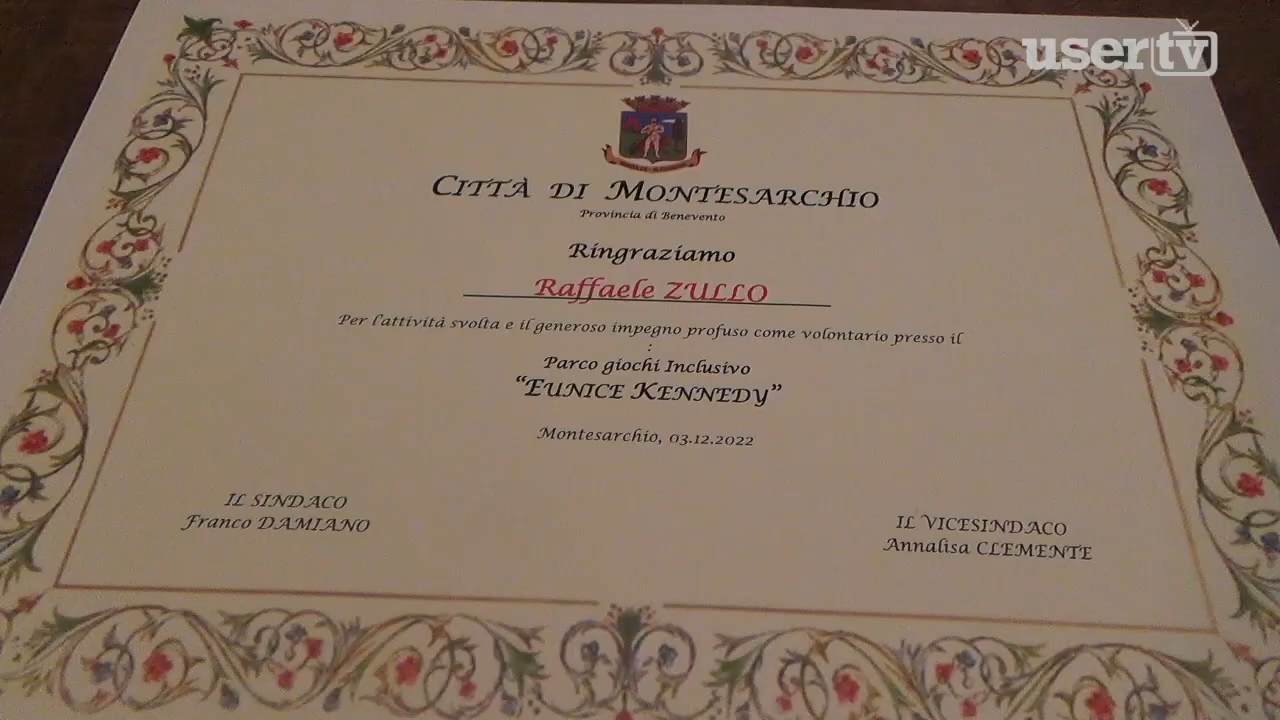 usertv
CITTÀ DI MONTESARCHIO
Provincia di Benevento
Ringraziamo
Raffaele ZULLO
Per l'attività svolta e il generoso impegno profuso come volontario presso il
:
Parco giochi Inclusivo
“EUNICE KENNEDY”
Montesarchio, 03.12.2022
IL SINDACO
Franco DAMIANO
IL VICESINDACO
Annalisa CLEMENTE